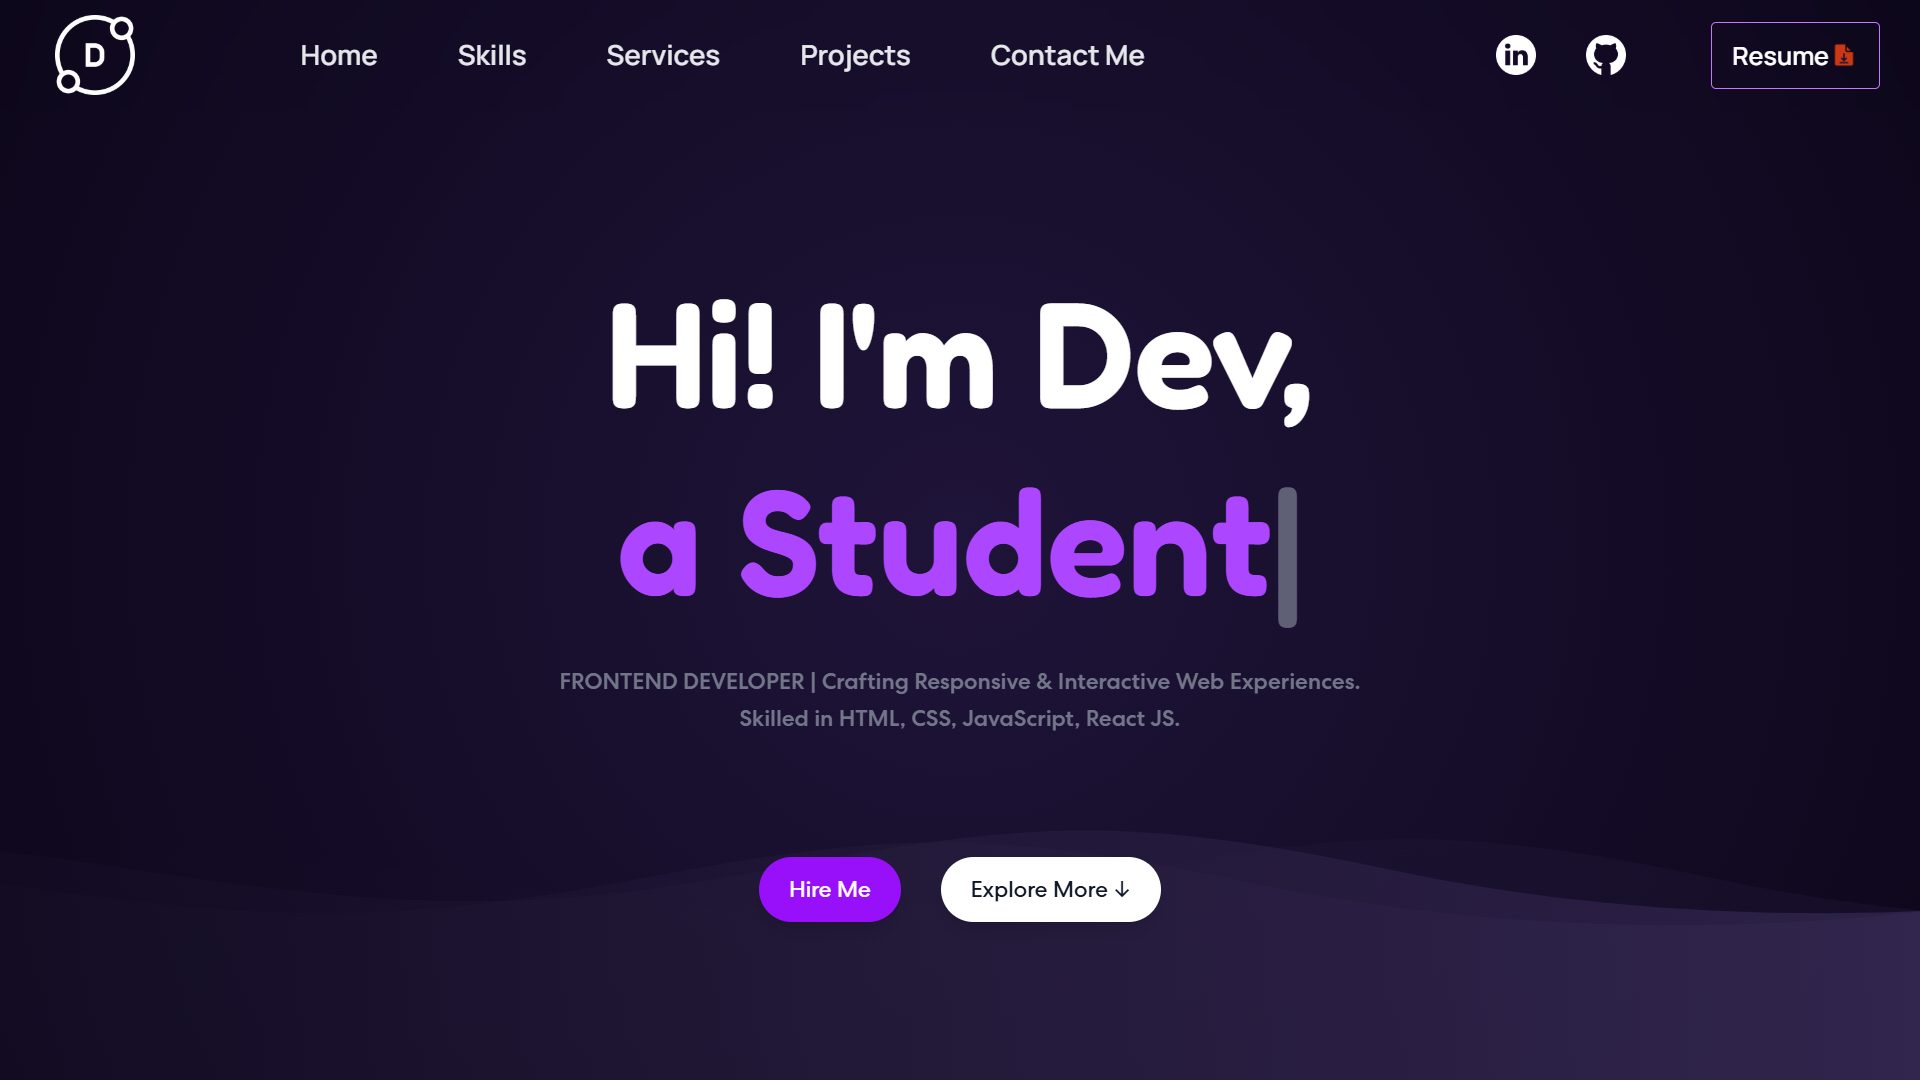 D
Home
Skills
Services
Projects
Contact Me
in
Resume
Hi! I'm Dev,
a Student|
FRONTEND DEVELOPER | Crafting Responsive & Interactive Web Experiences.
Skilled in HTML, CSS, JavaScript, React JS.
Hire Me
Explore More ↓